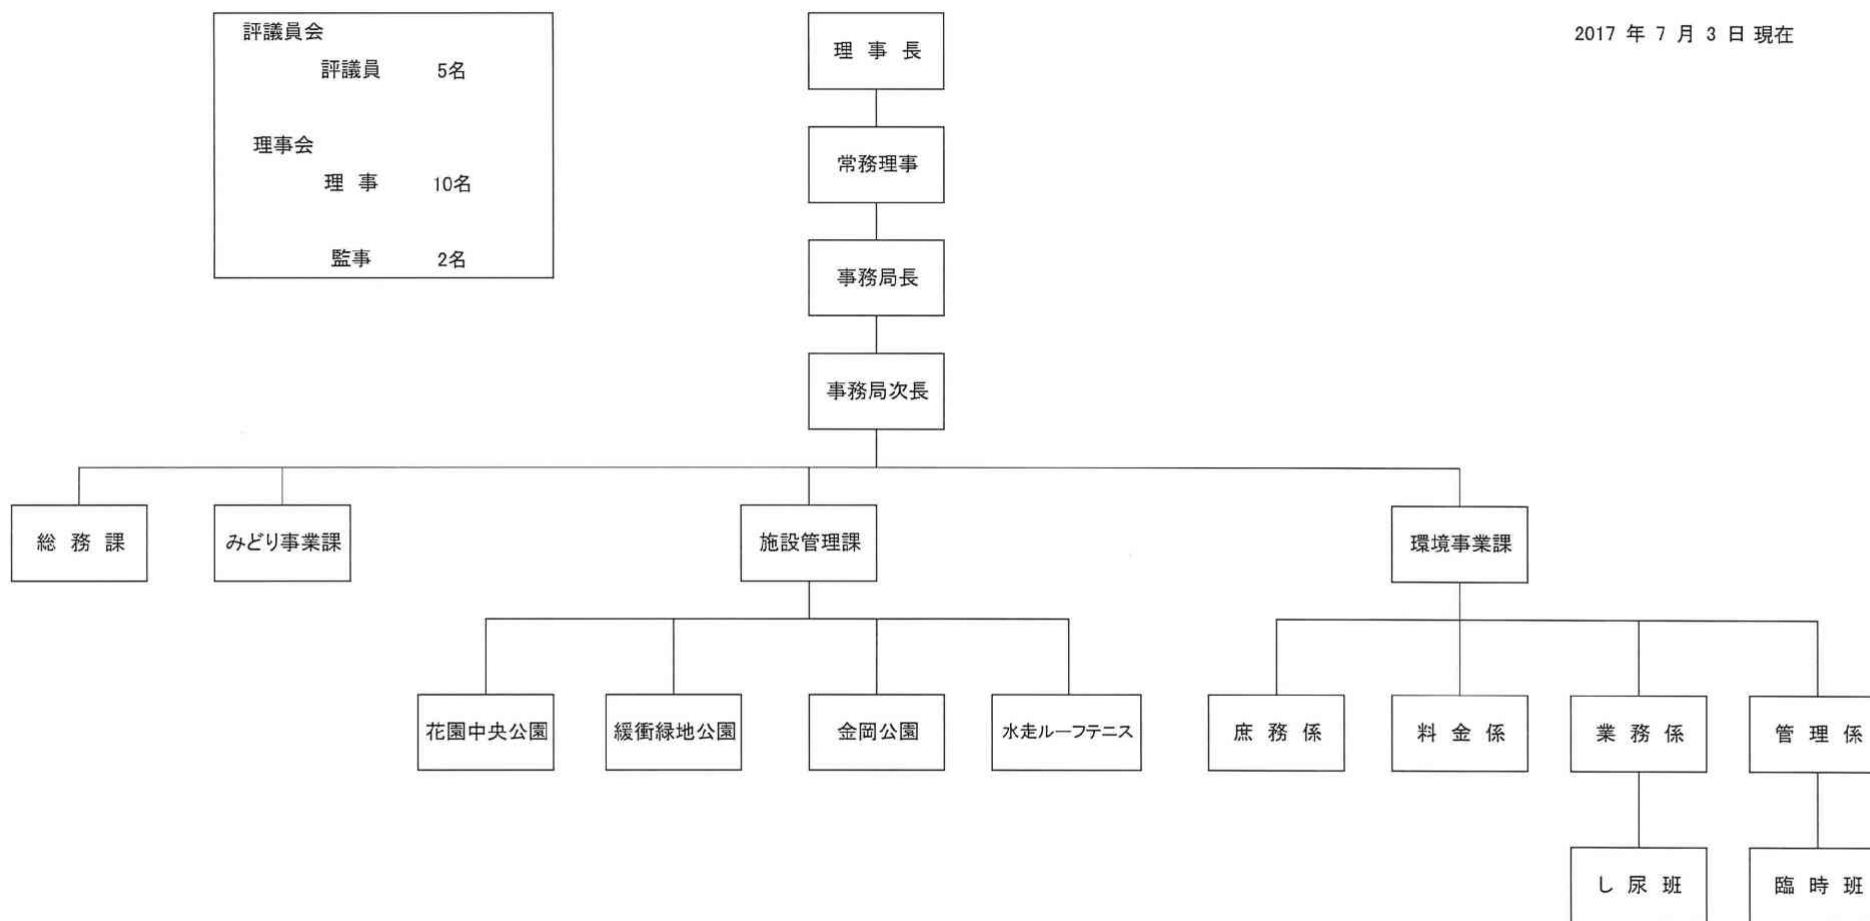 評議員会
評議員 5名
理事会
理 事 10名
監事 2名
2017 年 7 月 3 日 現在
理 事 長
常務理事
事務局長
事務局次長
総 務 課
みどり事業課
施設管理課
環境事業課
花園中央公園
緩衝緑地公園
金岡公園
水走ルーフテニス
庶 務 係
料 金 係
業 務 係
管 理 係
し 尿 班
臨 時 班